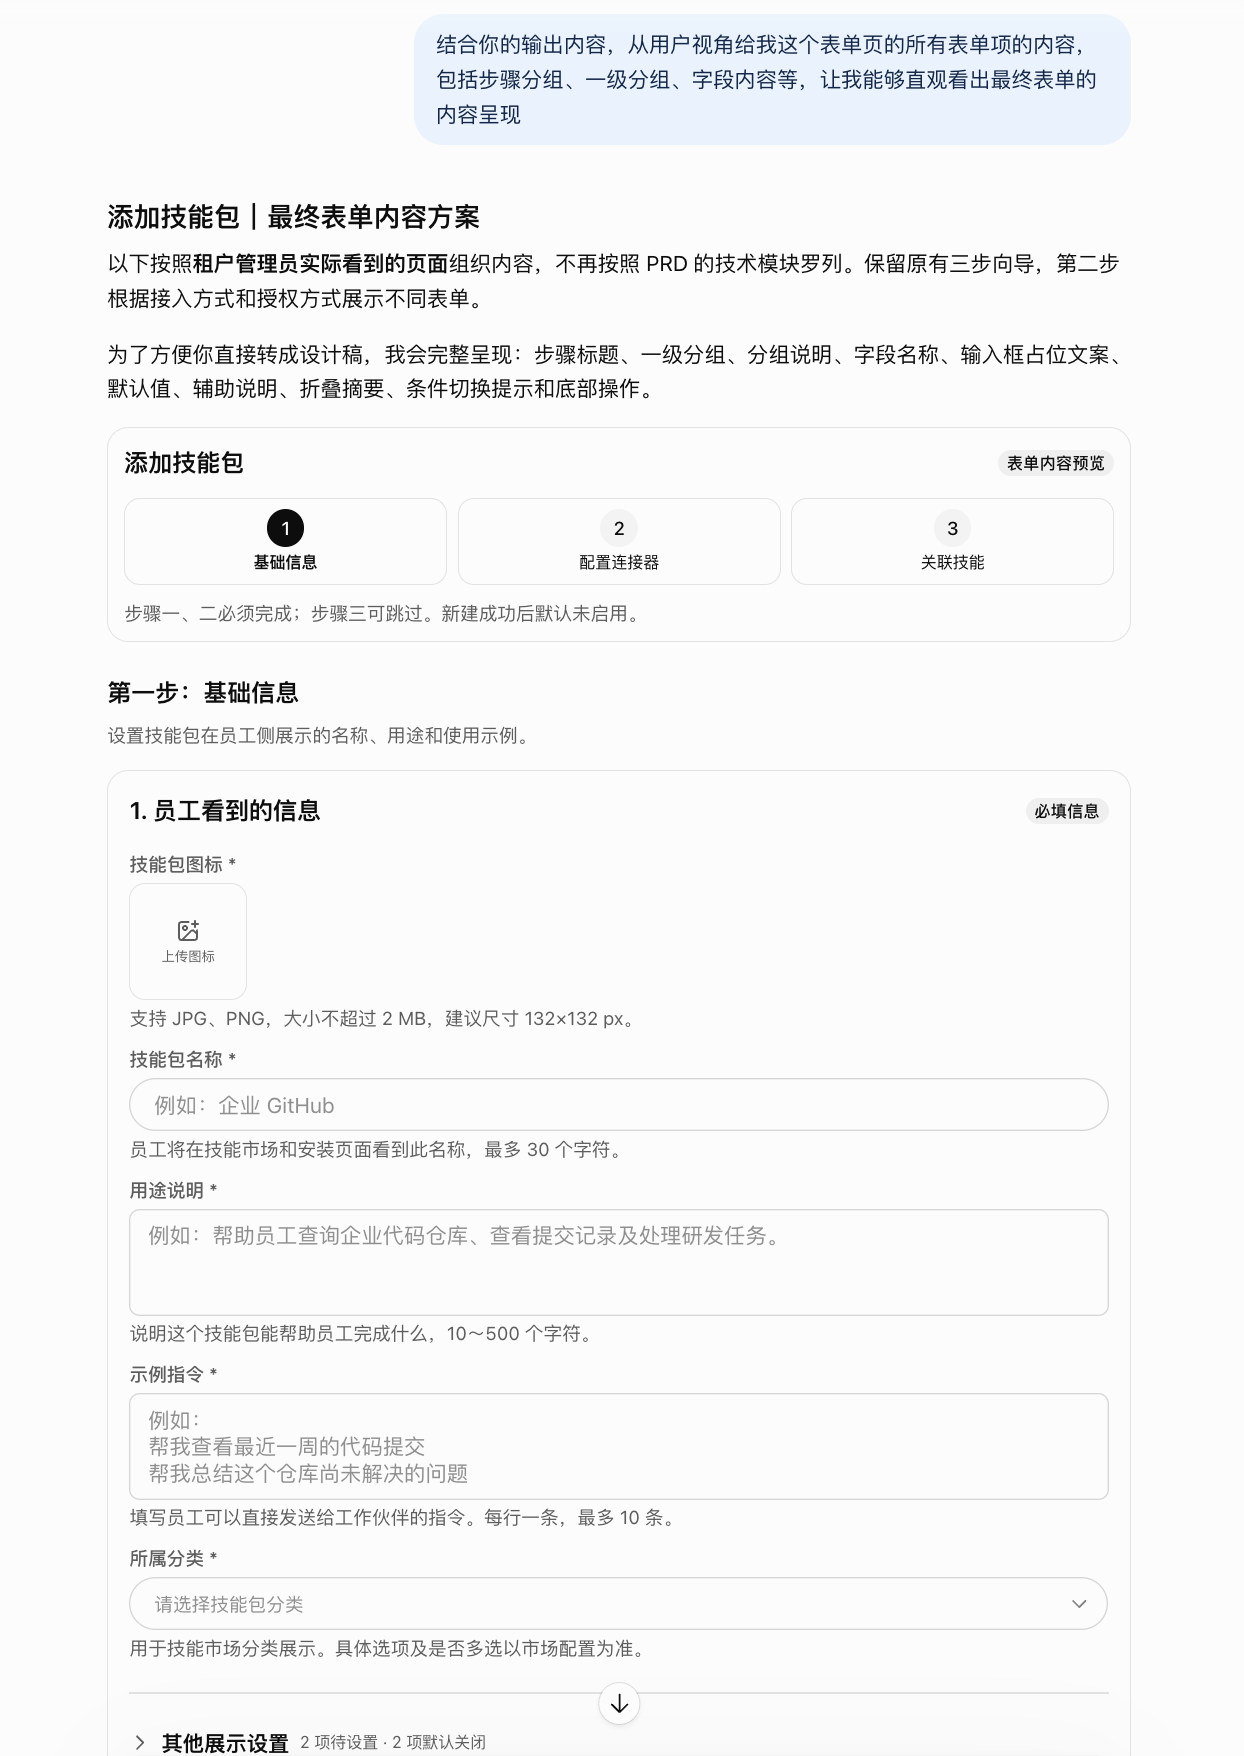 结合你的输出内容，从用户视角给我这个表单页的所有表单项的内容，
包括步骤分组、一级分组、字段内容等，让我能够直观看出最终表单的
内容呈现
添加技能包｜最终表单内容方案
以下按照租户管理员实际看到的页面组织内容，不再按照 PRD 的技术模块罗列。保留原有三步向导，第二步
根据接入方式和授权方式展示不同表单。
为了方便你直接转成设计稿，我会完整呈现：步骤标题、一级分组、分组说明、字段名称、输入框占位文案、
默认值、辅助说明、折叠摘要、条件切换提示和底部操作。
添加技能包
表单内容预览
1
基础信息
2
配置连接器
3
关联技能
步骤一、二必须完成；步骤三可跳过。新建成功后默认未启用。
第一步：基础信息
设置技能包在员工侧展示的名称、用途和使用示例。
1. 员工看到的信息
必填信息
技能包图标 *
上传图标
支持 JPG、PNG，大小不超过 2 MB，建议尺寸 132×132 px。
技能包名称 *
例如：企业 GitHub
员工将在技能市场和安装页面看到此名称，最多 30 个字符。
用途说明 *
例如：帮助员工查询企业代码仓库、查看提交记录及处理研发任务。
说明这个技能包能帮助员工完成什么，10～500 个字符。
示例指令 *
例如：
帮我查看最近一周的代码提交
帮我总结这个仓库尚未解决的问题
填写员工可以直接发送给工作伙伴的指令。每行一条，最多 10 条。
所属分类 *
请选择技能包分类
用于技能市场分类展示。具体选项及是否多选以市场配置为准。
其他展示设置 2 项待设置 · 2 项默认关闭